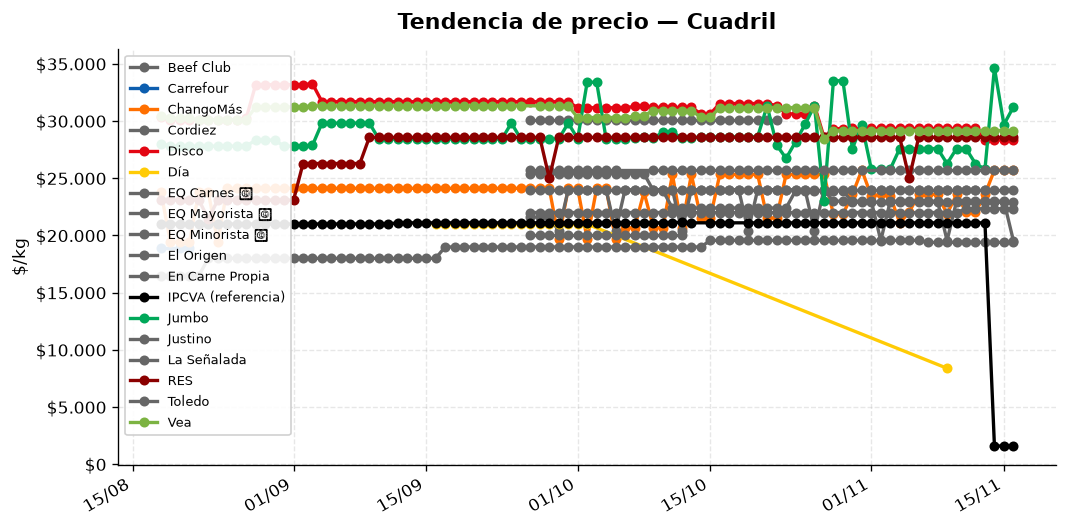 Tendencia de precio — Cuadril
$/kg
$35.000
$30.000
$25.000
$20.000
$15.000
$10.000
$5.000
$0
Beef Club
Carrefour
ChangoMás
Cordiez
Disco
Día
EQ Carnes
EQ Mayorista
EQ Minorista
El Origen
En Carne Propia
IPCVA (referencia)
Jumbo
Justino
La Señalada
RES
Toledo
Vea
15/08
01/09
15/09
01/10
15/10
01/11
15/11